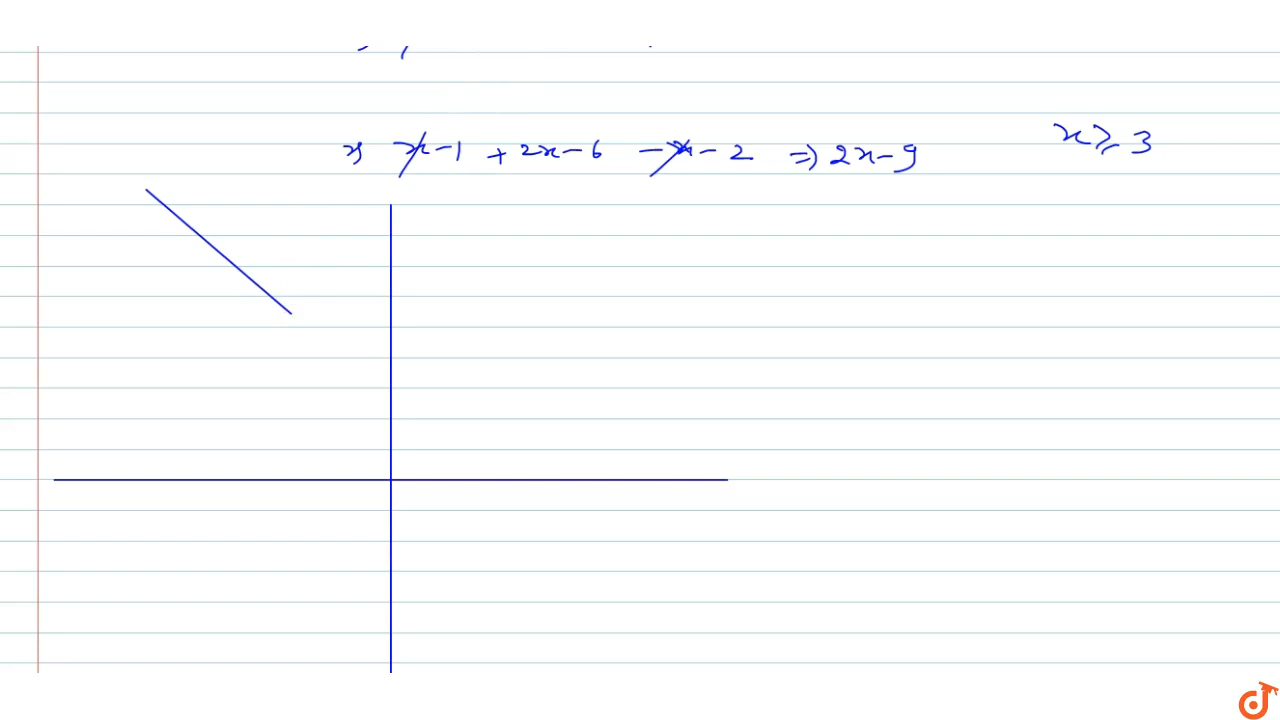 ⇒ x-1 + 2x-6 -x-2 ⇒ 2x-9 x ≥ 3